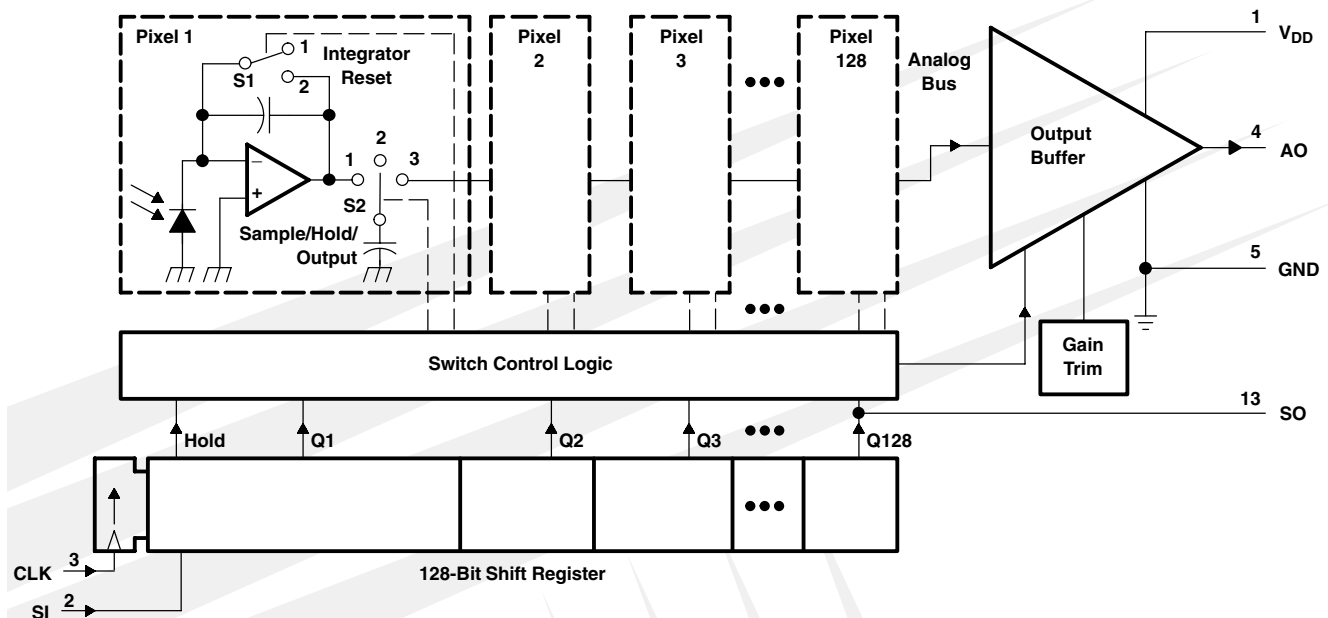 Pixel 1
1
Integrator
Reset
S1
2
−
+
1
2
3
S2
Sample/Hold/
Output
Pixel
2
Pixel
3
Pixel
128
Analog
Bus
Output
Buffer
1
VDD
4
AO
5
GND
Gain
Trim
Switch Control Logic
13
SO
Hold
Q1
Q2
Q3
Q128
CLK
3
128-Bit Shift Register
SI
2